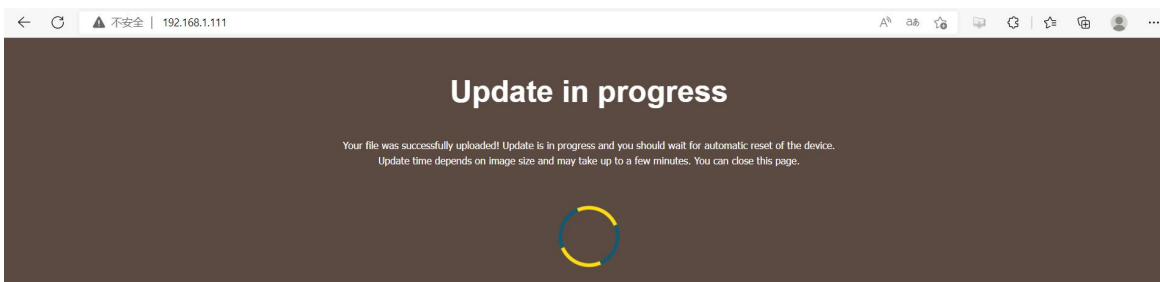 不安全 | 192.168.1.111
Update in progress
Your file was successfully uploaded! Update is in progress and you should wait for automatic reset of the device.
Update time depends on image size and may take up to a few minutes. You can close this page.